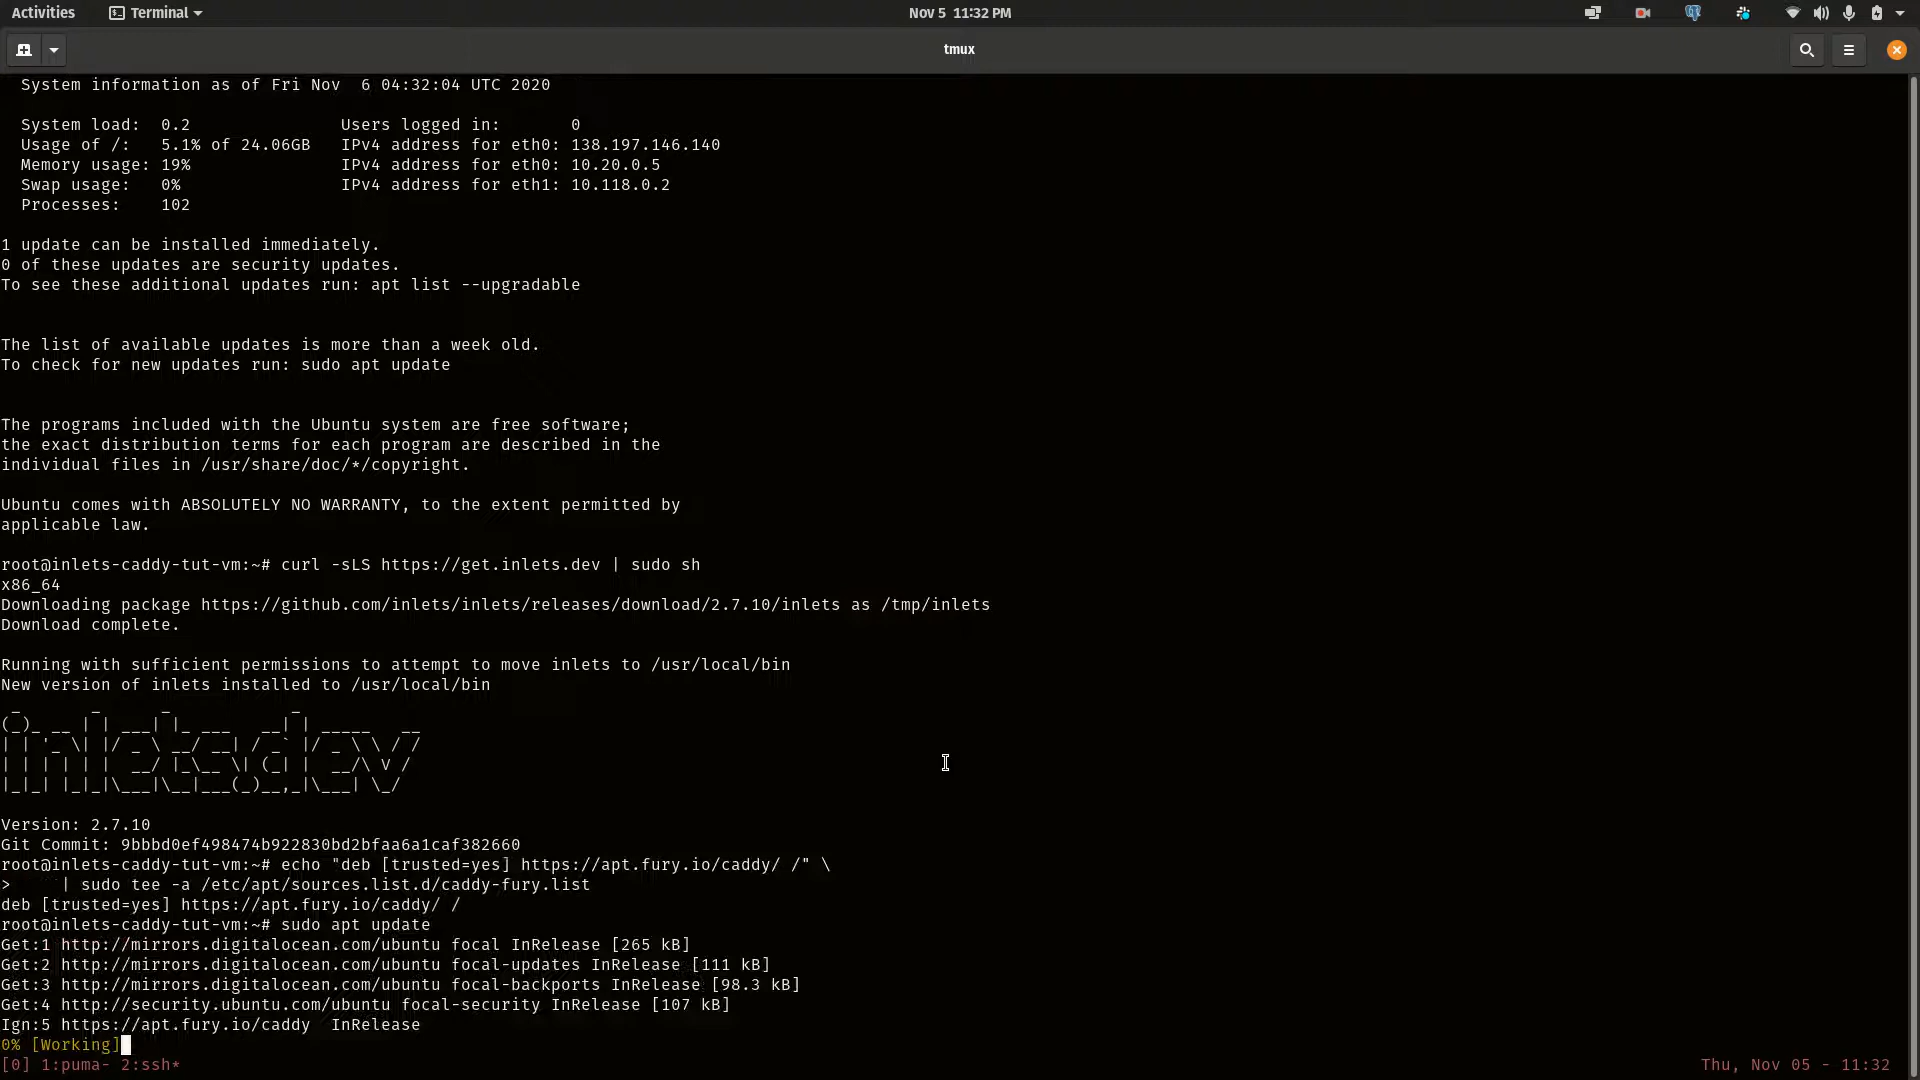 Activities
Terminal
Nov 5 11:32 PM
tmux
System information as of Fri Nov  6 04:32:04 UTC 2020
System load:  0.2               Users logged in:       0
Usage of /:   5.1% of 24.06GB   IPv4 address for eth0: 138.197.146.140
Memory usage: 19%               IPv4 address for eth0: 10.20.0.5
Swap usage:   0%                IPv4 address for eth1: 10.118.0.2
Processes:    102
1 update can be installed immediately.
0 of these updates are security updates.
To see these additional updates run: apt list --upgradable
The list of available updates is more than a week old.
To check for new updates run: sudo apt update
The programs included with the Ubuntu system are free software;
the exact distribution terms for each program are described in the
individual files in /usr/share/doc/*/copyright.
Ubuntu comes with ABSOLUTELY NO WARRANTY, to the extent permitted by
applicable law.
root@inlets-caddy-tut-vm:~# curl -sLS https://get.inlets.dev | sudo sh
x86_64
Downloading package https://github.com/inlets/inlets/releases/download/2.7.10/inlets as /tmp/inlets
Download complete.
Running with sufficient permissions to attempt to move inlets to /usr/local/bin
New version of inlets installed to /usr/local/bin
inlets.dev
Version: 2.7.10
Git Commit: 9bbbd0ef498474b922830bd2bfaa6a1caf382660
root@inlets-caddy-tut-vm:~# echo "deb [trusted=yes] https://apt.fury.io/caddy/ /" \
>     | sudo tee -a /etc/apt/sources.list.d/caddy-fury.list
deb [trusted=yes] https://apt.fury.io/caddy/ /
root@inlets-caddy-tut-vm:~# sudo apt update
Get:1 http://mirrors.digitalocean.com/ubuntu focal InRelease [265 kB]
Get:2 http://mirrors.digitalocean.com/ubuntu focal-updates InRelease [111 kB]
Get:3 http://mirrors.digitalocean.com/ubuntu focal-backports InRelease [98.3 kB]
Get:4 http://security.ubuntu.com/ubuntu focal-security InRelease [107 kB]
Ign:5 https://apt.fury.io/caddy  InRelease
0% [Working]
[0] 1:puma- 2:ssh*
Thu, Nov 05 - 11:32